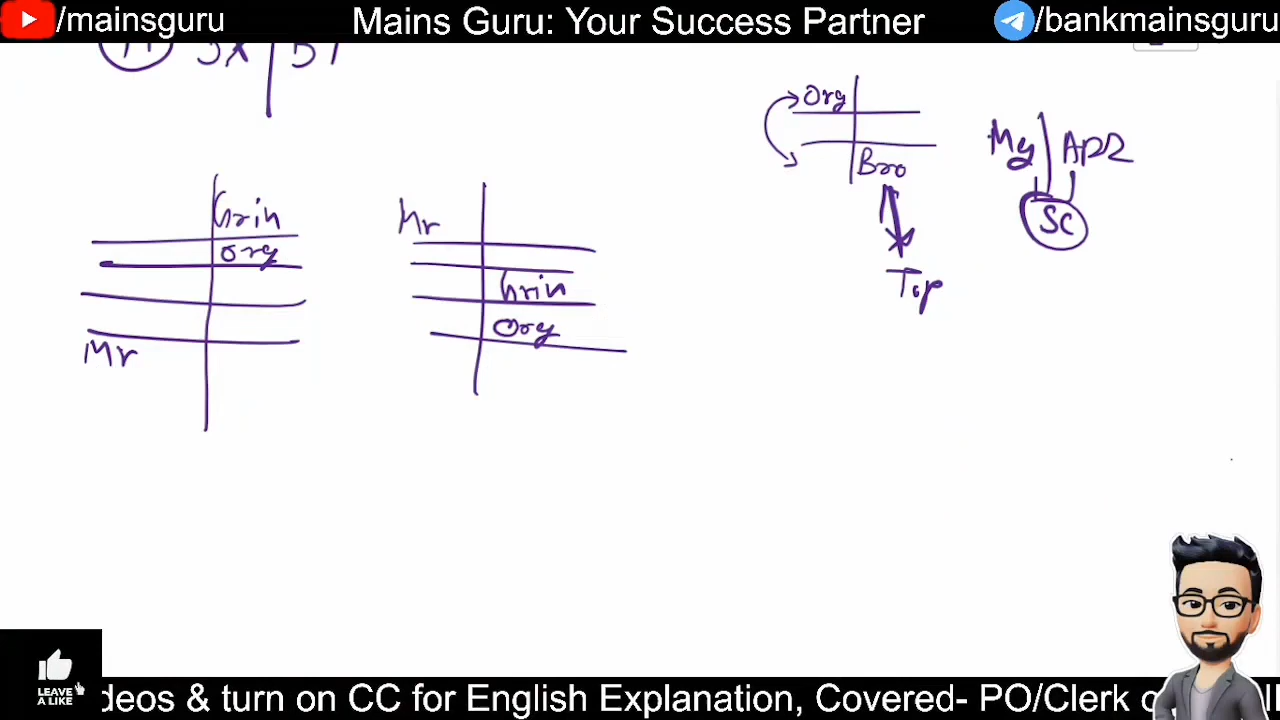 /mainsguru Mains Guru: Your Success Partner /bankmainsguru
5x
Org
Bro
My APR
SC
Top
Grin
Org
Mr
Mr
Grin
Org
LEAVE
A LIKE
deos & turn on CC for English Explanation, Covered- PO/Clerk